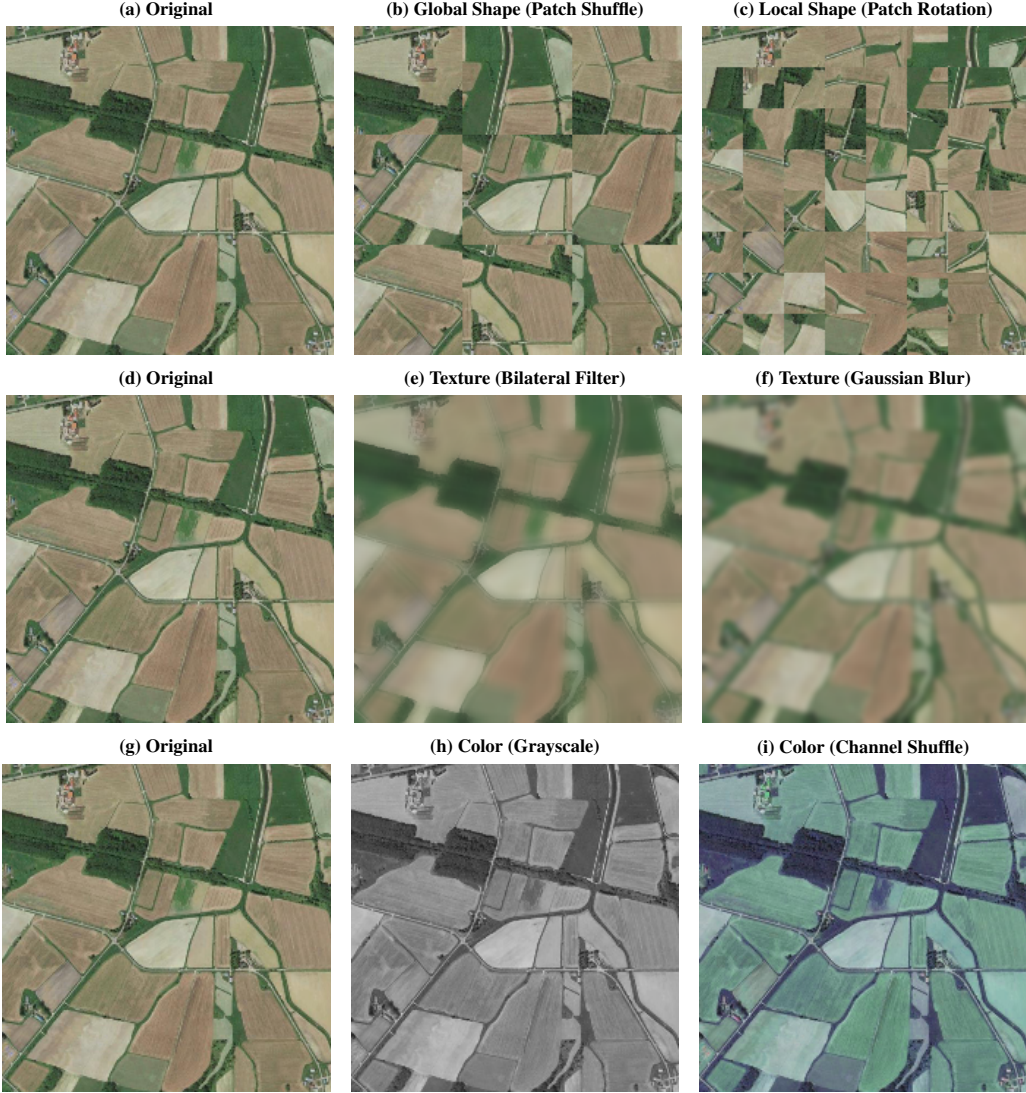 (a) Original
(b) Global Shape (Patch Shuffle)
(c) Local Shape (Patch Rotation)
(d) Original
(e) Texture (Bilateral Filter)
(f) Texture (Gaussian Blur)
(g) Original
(h) Color (Grayscale)
(i) Color (Channel Shuffle)